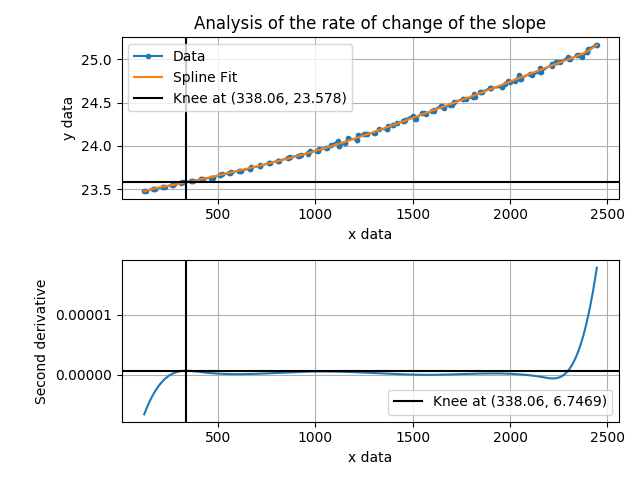 Analysis of the rate of change of the slope
Data
Spline Fit
Knee at (338.06, 23.578)
25.0
24.5
24.0
23.5
y data
500
1000
1500
2000
2500
x data
0.00001
0.00000
Second derivative
Knee at (338.06, 6.7469)
500
1000
1500
2000
2500
x data